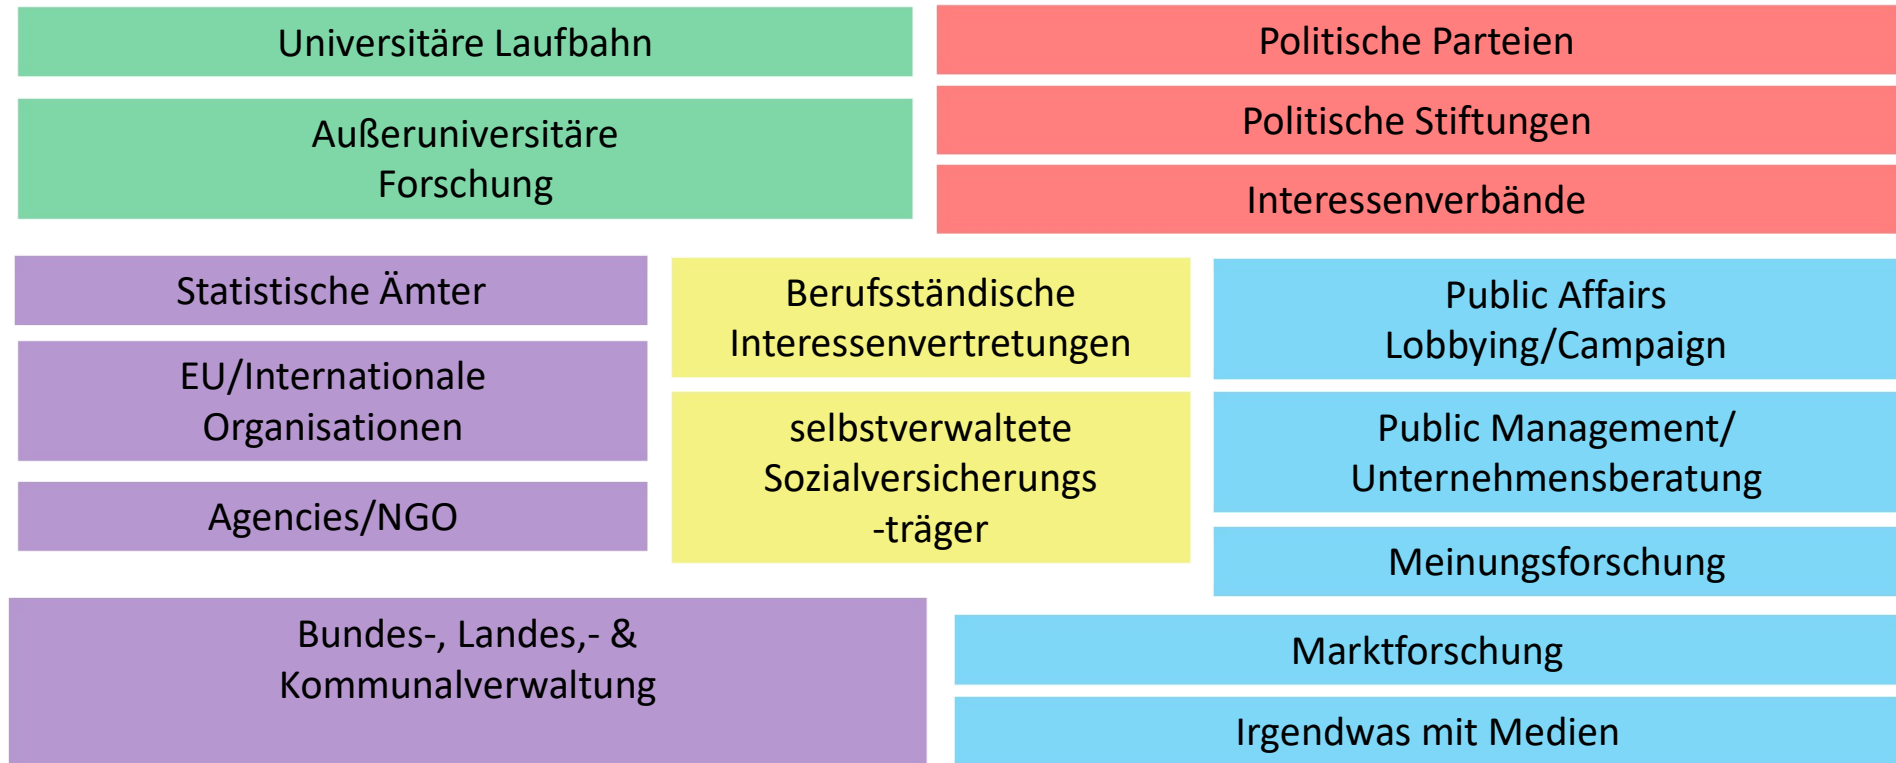 Universitäre Laufbahn
Außeruniversitäre
Forschung
Politische Parteien
Politische Stiftungen
Interessenverbände
Statistische Ämter
EU/Internationale
Organisationen
Agencies/NGO
Berufsständische
Interessenvertretungen
selbstverwaltete
Sozialversicherungs
-träger
Public Affairs
Lobbying/Campaign
Public Management/
Unternehmensberatung
Meinungsforschung
Bundes-, Landes,- &
Kommunalverwaltung
Marktforschung
Irgendwas mit Medien